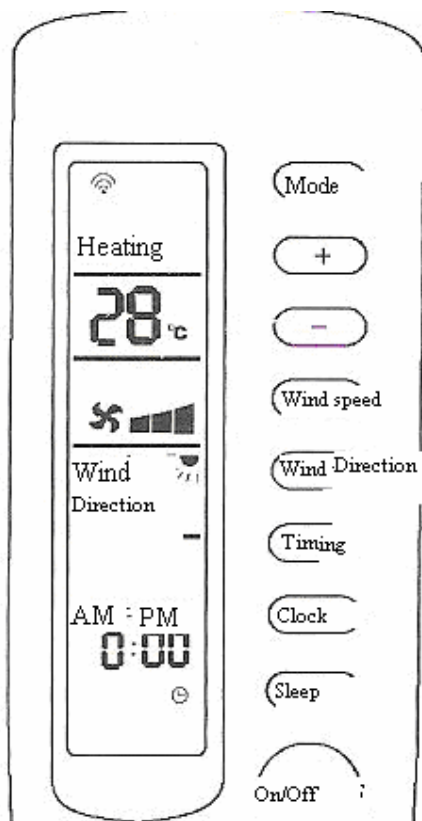 Mode
Heating
+
28 °C
-
Wind speed
Wind
Direction
Wind Direction
Timing
AM : PM
0:00
Clock
Sleep
On/Off